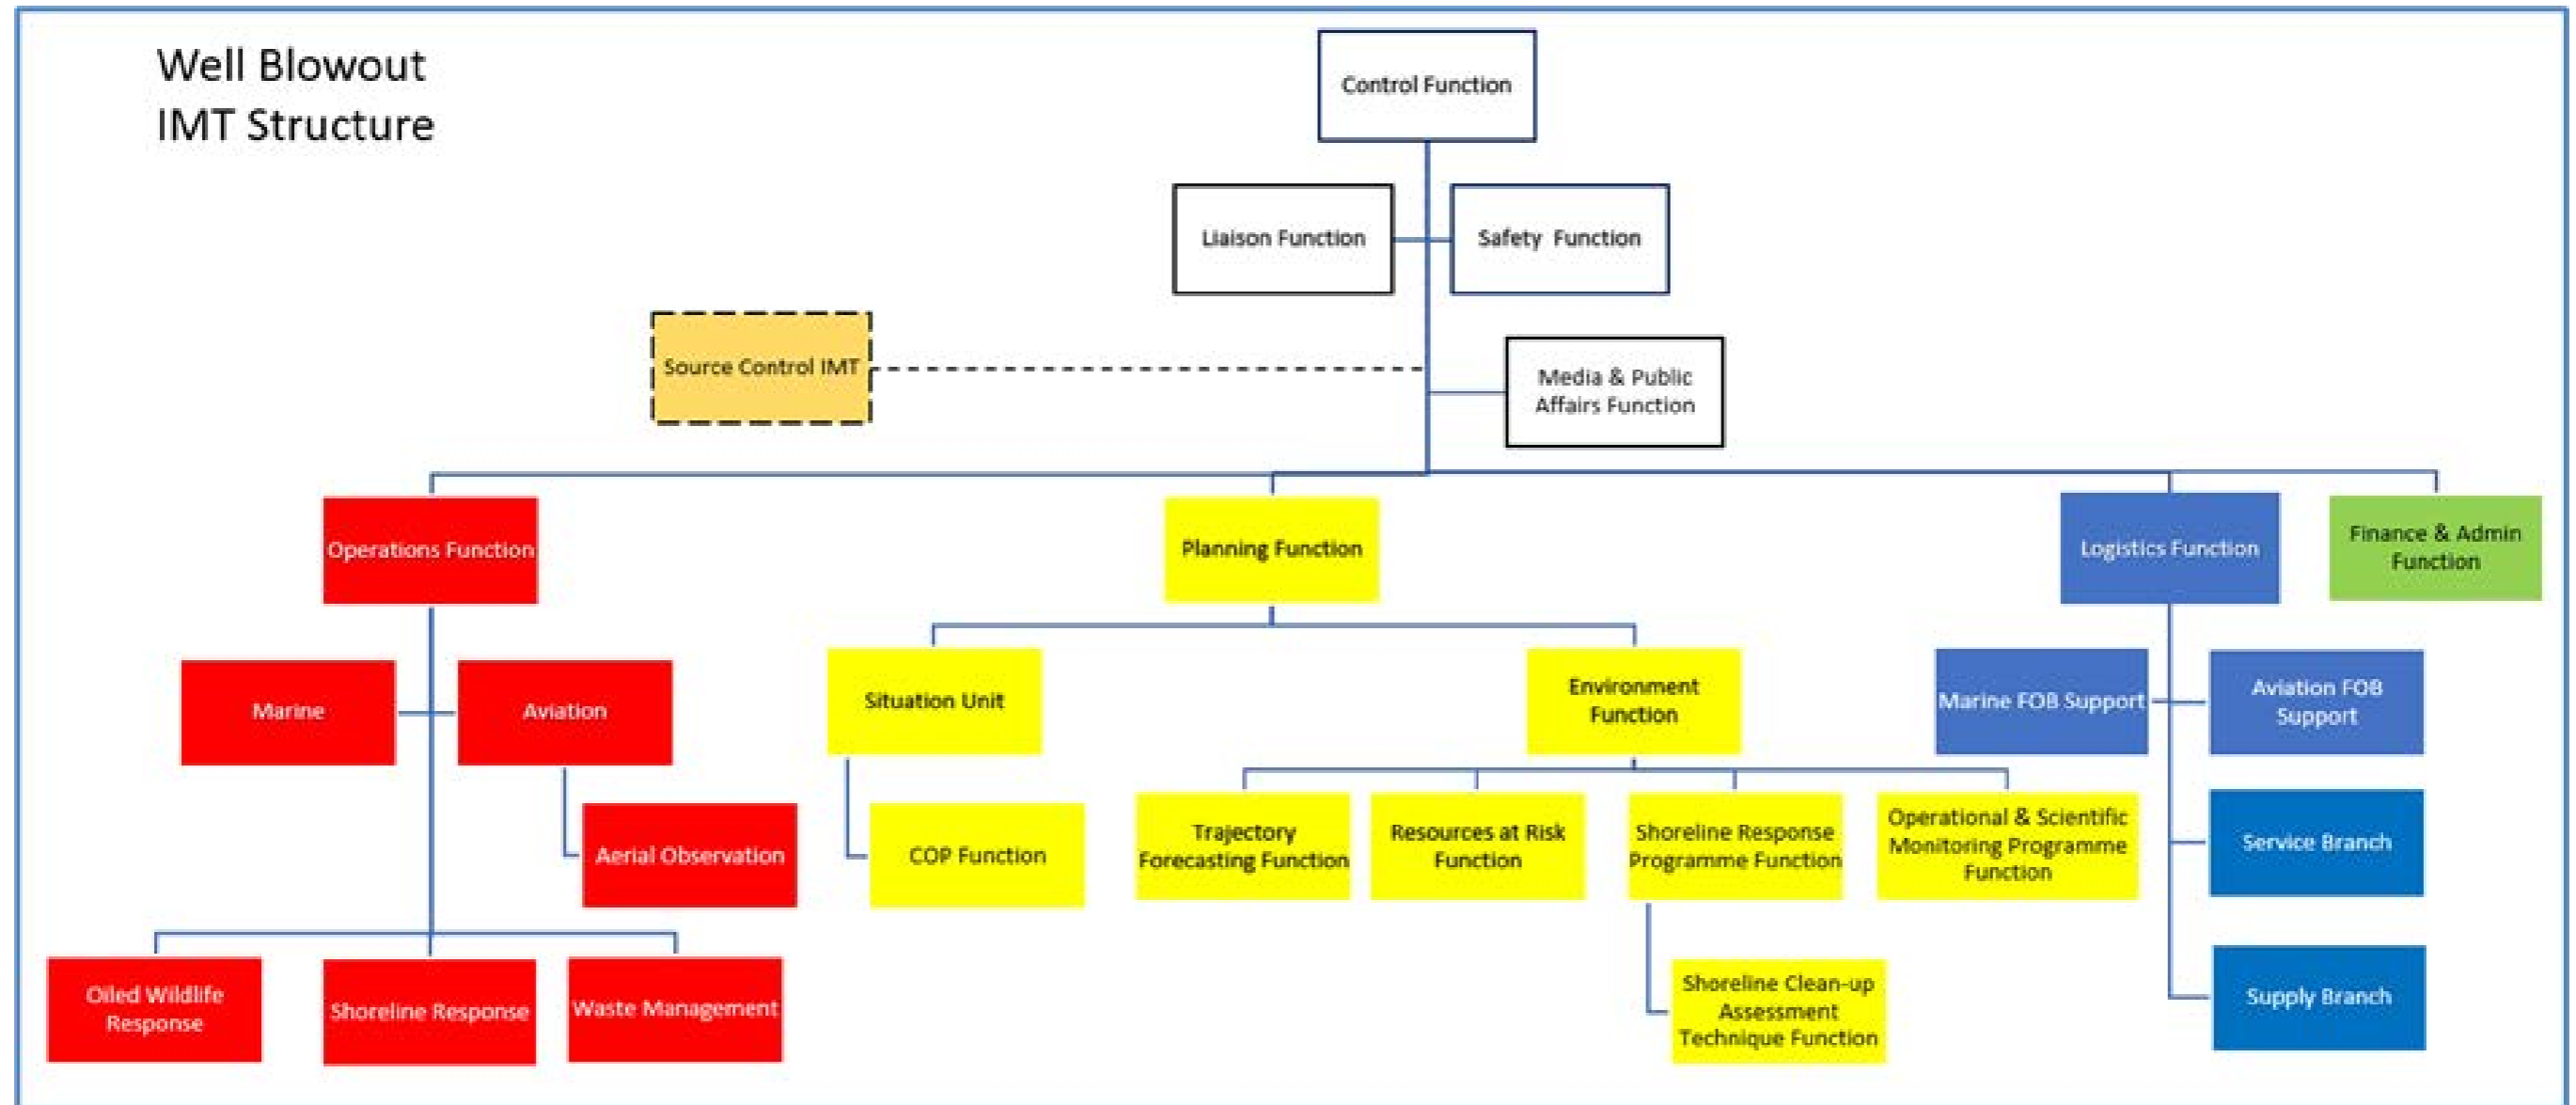 Well Blowout
IMT Structure
Control Function
Liaison Function
Safety Function
Source Control IMT
Media & Public
Affairs Function
Operations Function
Planning Function
Logistics Function
Finance & Admin
Function
Marine
Aviation
Situation Unit
Environment
Function
Marine FOB Support
Aviation FOB
Support
Aerial Observation
COP Function
Trajectory
Forecasting Function
Resources at Risk
Function
Shoreline Response
Programme Function
Operational & Scientific
Monitoring Programme
Function
Service Branch
Oiled Wildlife
Response
Shoreline Response
Waste Management
Shoreline Clean-up
Assessment
Technique Function
Supply Branch